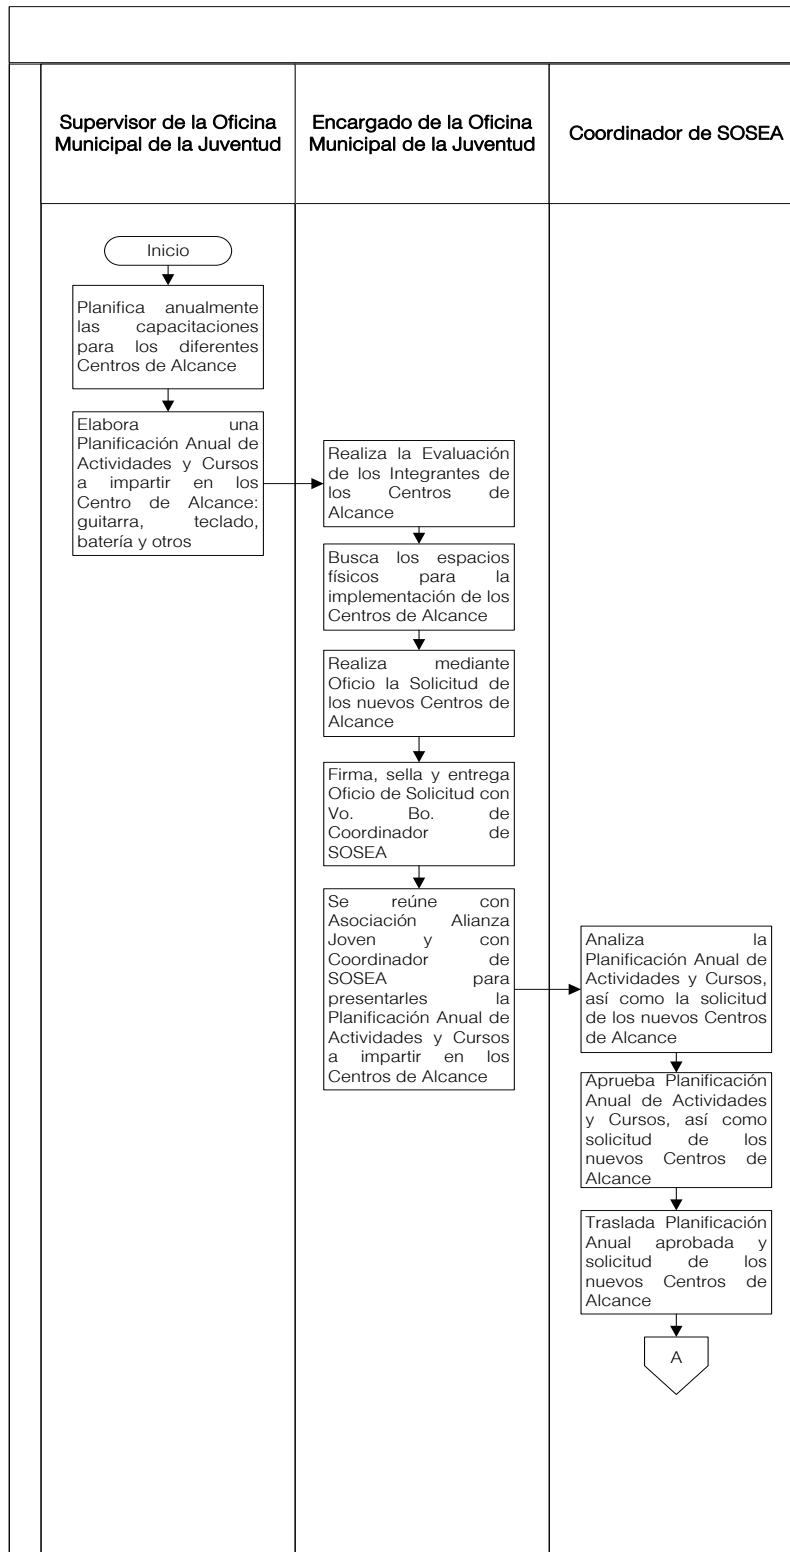 Supervisor de la Oficina
Municipal de la Juventud
Encargado de la Oficina
Municipal de la Juventud
Coordinador de SOSEA
Inicio
Planifica anualmente
las capacitaciones
para los diferentes
Centros de Alcance
Elabora una
Planificación Anual de
Actividades y Cursos
a impartir en los
Centro de Alcance:
guitarra, teclado,
batería y otros
Realiza la Evaluación
de los Integrantes de
los Centros de
Alcance
Busca los espacios
físicos para la
implementación de los
Centros de Alcance
Realiza mediante
Oficio la Solicitud de
los nuevos Centros de
Alcance
Firma, sella y entrega
Oficio de Solicitud con
Vo. Bo. de
Coordinador de
SOSEA
Se reúne con
Asociación Alianza
Joven y con
Coordinador de
SOSEA para
presentarles la
Planificación Anual de
Actividades y Cursos
a impartir en los
Centros de Alcance
Analiza la
Planificación Anual de
Actividades y Cursos,
así como la solicitud
de los nuevos Centros
de Alcance
Aprueba Planificación
Anual de Actividades
y Cursos, así como
solicitud de los
nuevos Centros de
Alcance
Traslada Planificación
Anual aprobada y
solicitud de los
nuevos Centros de
Alcance
A